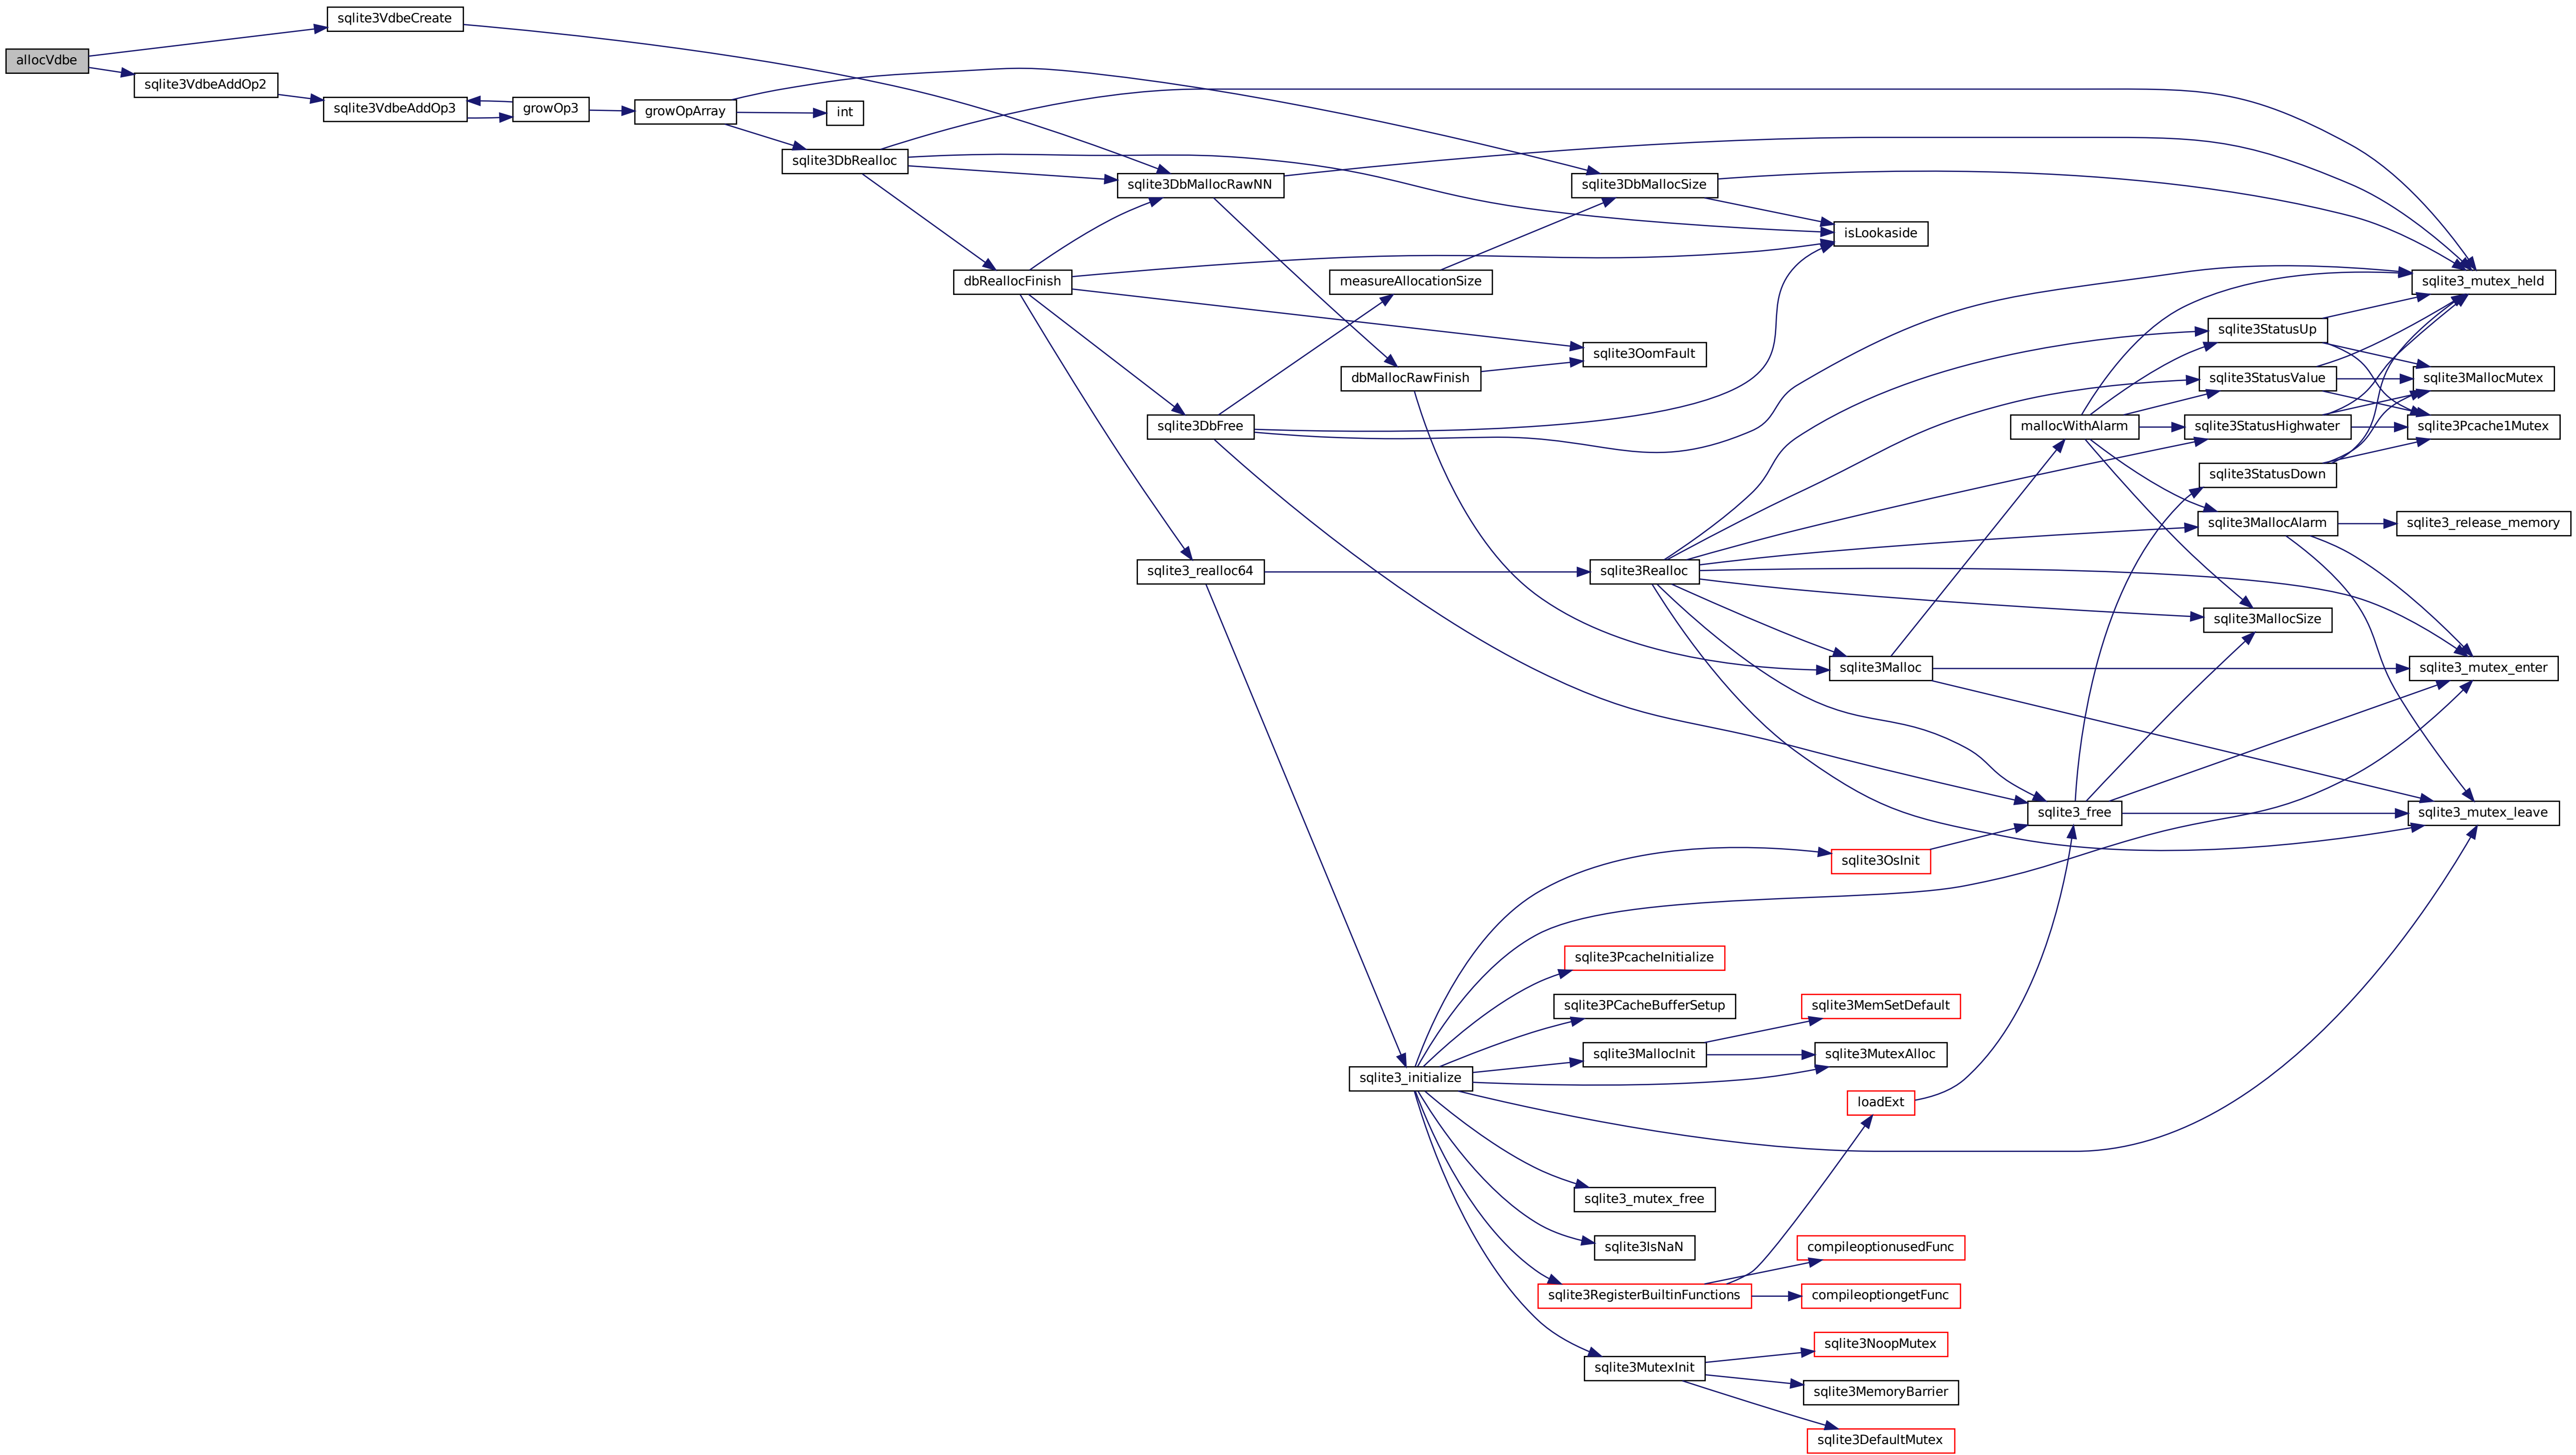 sqlite3VdbeCreate
allocVdbe
sqlite3VdbeAddOp2
sqlite3VdbeAddOp3
growOp3
growOpArray
int
sqlite3DbRealloc
sqlite3DbMallocRawNN
sqlite3DbMallocSize
isLookaside
dbReallocFinish
measureAllocationSize
sqlite3_mutex_held
sqlite3StatusUp
sqlite3OomFault
dbMallocRawFinish
sqlite3StatusValue
sqlite3MallocMutex
sqlite3DbFree
mallocWithAlarm
sqlite3StatusHighwater
sqlite3Pcache1Mutex
sqlite3StatusDown
sqlite3MallocAlarm
sqlite3_release_memory
sqlite3_realloc64
sqlite3Realloc
sqlite3MallocSize
sqlite3Malloc
sqlite3_mutex_enter
sqlite3_free
sqlite3_mutex_leave
sqlite3OsInit
sqlite3PcacheInitialize
sqlite3PCacheBufferSetup
sqlite3MemSetDefault
sqlite3MallocInit
sqlite3MutexAlloc
sqlite3_initialize
loadExt
sqlite3_mutex_free
sqlite3IsNaN
compileoptionusedFunc
sqlite3RegisterBuiltinFunctions
compileoptiongetFunc
sqlite3NoopMutex
sqlite3MutexInit
sqlite3MemoryBarrier
sqlite3DefaultMutex